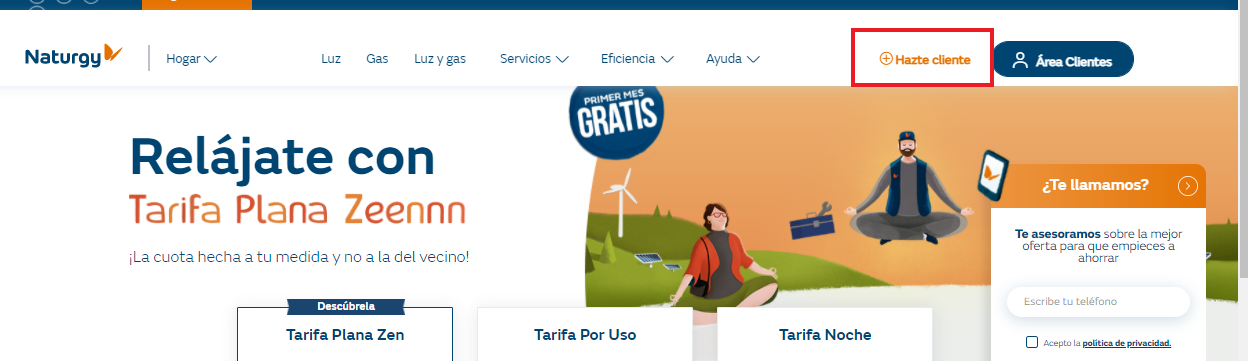 Naturgy
Hogar
Luz
Gas
Luz y gas
Servicios
Eficiencia
Ayuda
Hazte cliente
Área Clientes
PRIMER MES
GRATIS
Relájate con
Tarifa Plana Zeennn
¡La cuota hecha a tu medida y no a la del vecino!
¿Te llamamos?
Te asesoramos sobre la mejor
oferta para que empieces a
ahorrar
Escribe tu teléfono
Acepto la política de privacidad.
Descúbrela
Tarifa Plana Zen
Tarifa Por Uso
Tarifa Noche